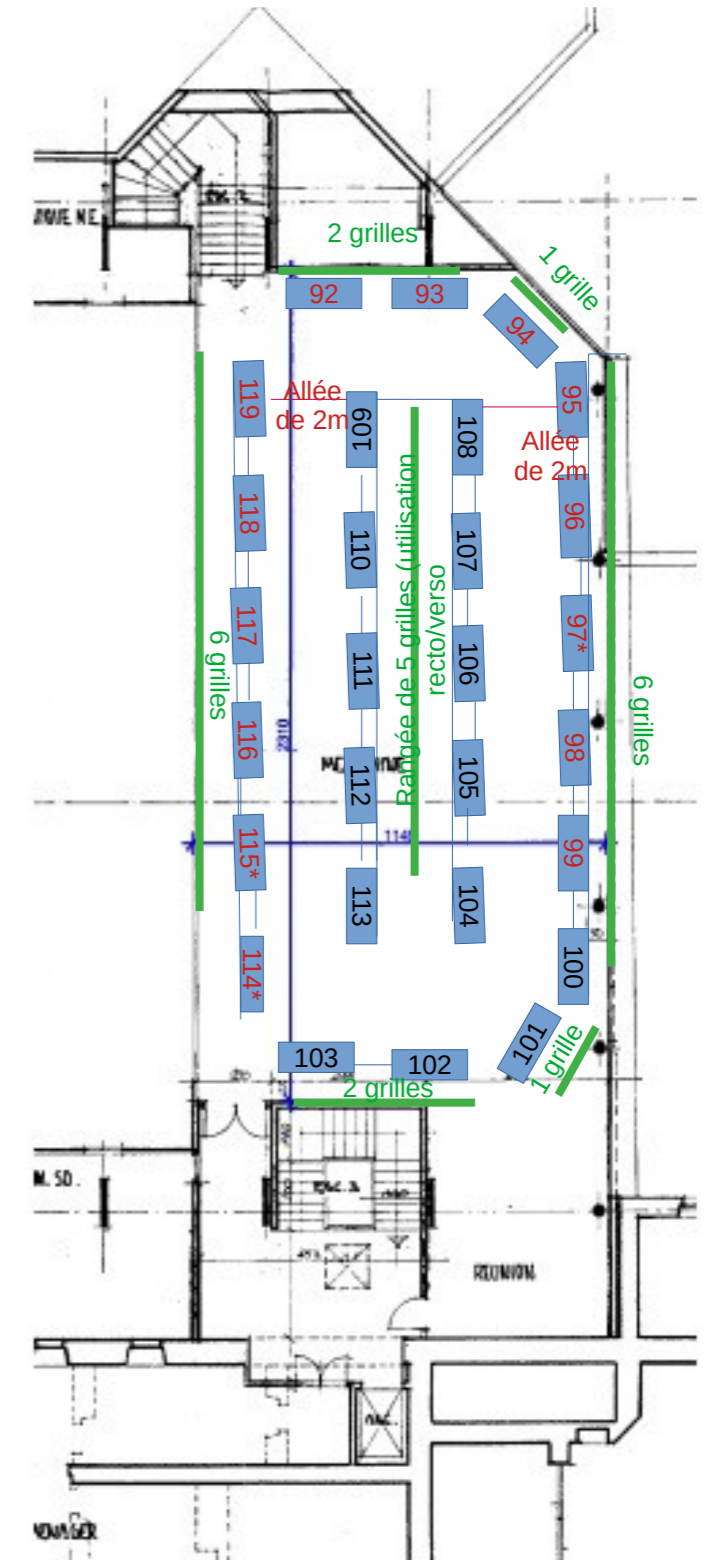 2 grilles
1 grille
92
93
94
119
Allée
de 2m
109
108
95
Allée
de 2m
118
110
107
96
Rangée de 5 grilles (utilisation
recto/verso
117
111
106
97*
6 grilles
6 grilles
116
2310
112
105
98
115*
1140
99
113
104
114*
100
103
102
101
1 grille
2 grilles
REUNION